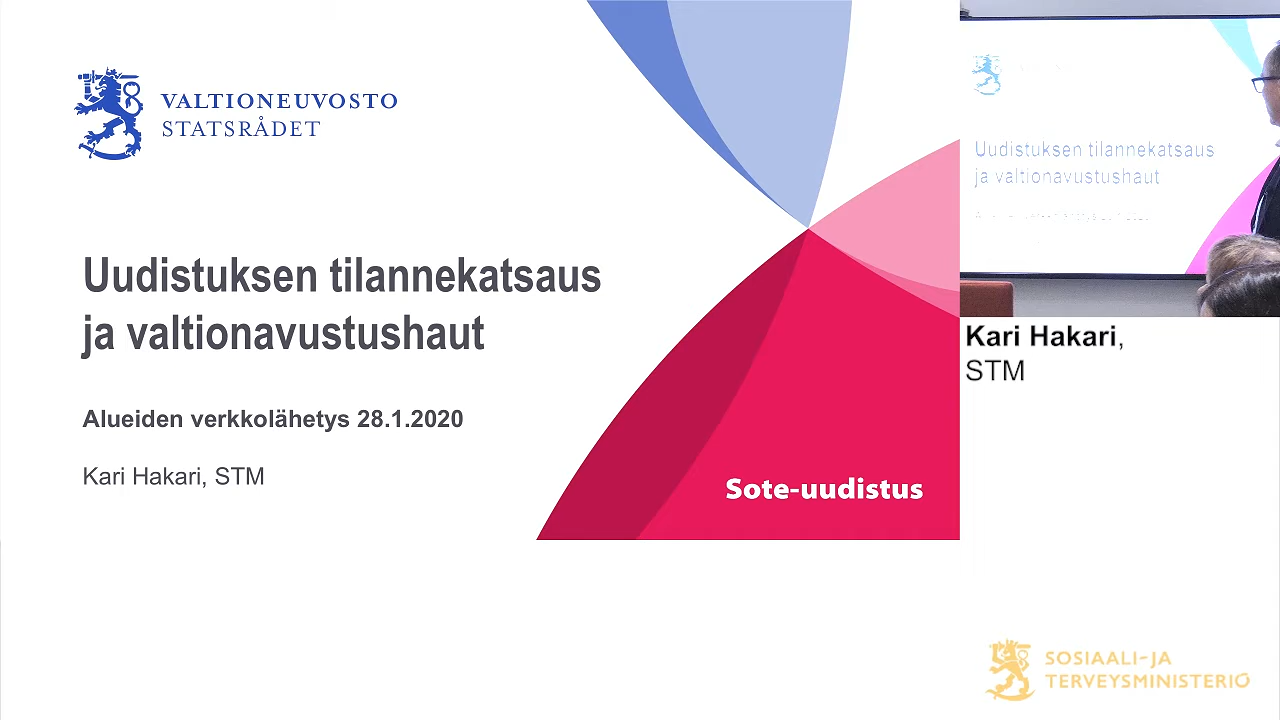 VALTIONEUVOSTO
STATSRÅDET
Uudistuksen tilannekatsaus
ja valtionavustushaut
Alueiden verkkolähetys 28.1.2020
Kari Hakari, STM
Sote-uudistus
Uudistuksen tilannekatsaus
ja valtionavustushaut
Kari Hakari,
STM
SOSIAALI- JA
TERVEYSMINISTERIÖ